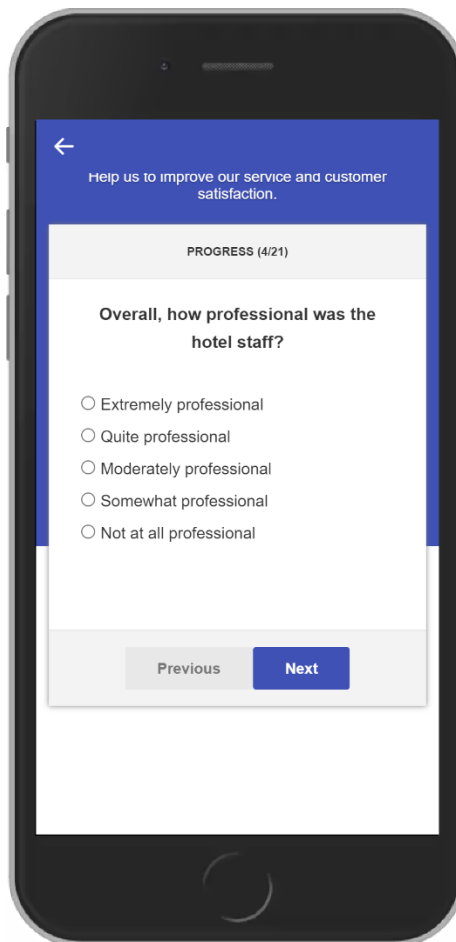 Help us to improve our service and customer
satisfaction.
PROGRESS (4/21)
Overall, how professional was the
hotel staff?
Extremely professional
Quite professional
Moderately professional
Somewhat professional
Not at all professional
Previous
Next